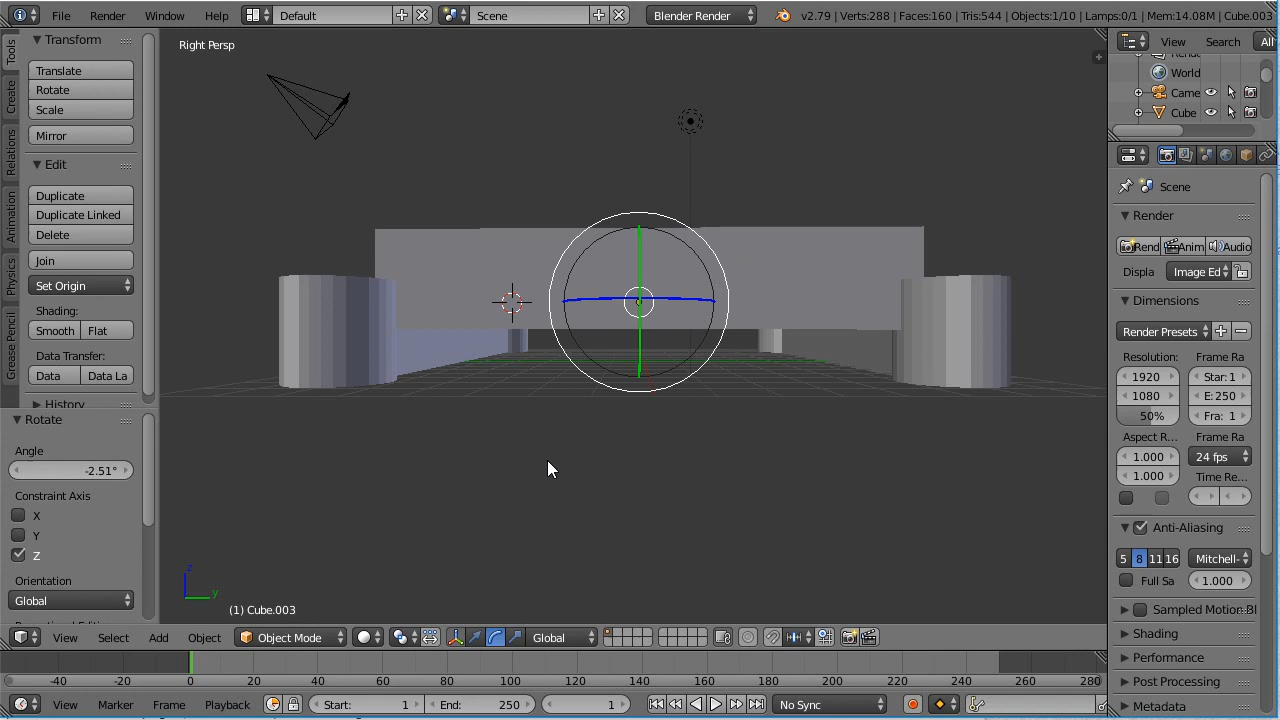 File Render Window Help Default Scene Blender Render v2.79 | Verts:288 | Faces:160 | Tris:544 | Objects:1/10 | Lamps:0/1 | Mem:14.08M | Cube.003
Tools
Create
Relations
Animation
Physics
Grease Pencil
Transform
Translate
Rotate
Scale
Mirror
Edit
Duplicate
Duplicate Linked
Delete
Join
Set Origin
Shading:
Smooth Flat
Data Transfer:
Data Data La
History
Rotate
Angle
-2.51°
Constraint Axis
X
Y
Z
Orientation
Global
Right Persp
z
y
(1) Cube.003
View Select Add Object Object Mode Global
View Search All
World
Came
Cube
Scene
Render
Rend Anim Audio
Displa Image Ed
Dimensions
Render Presets
Resolution: Frame Ra
1920 Star: 1
1080 E: 250
50% Fra: 1
Aspect R... Frame Ra
1.000 24 fps
1.000 Time Re...
Anti-Aliasing
5 8 11 16 Mitchell-
Full Sa 1.000
Sampled Motion Bl
Shading
Performance
Post Processing
Metadata
-40 -20 0 20 40 60 80 100 120 140 160 180 200 220 240 260 280
View Marker Frame Playback Start: 1 End: 250 1 No Sync